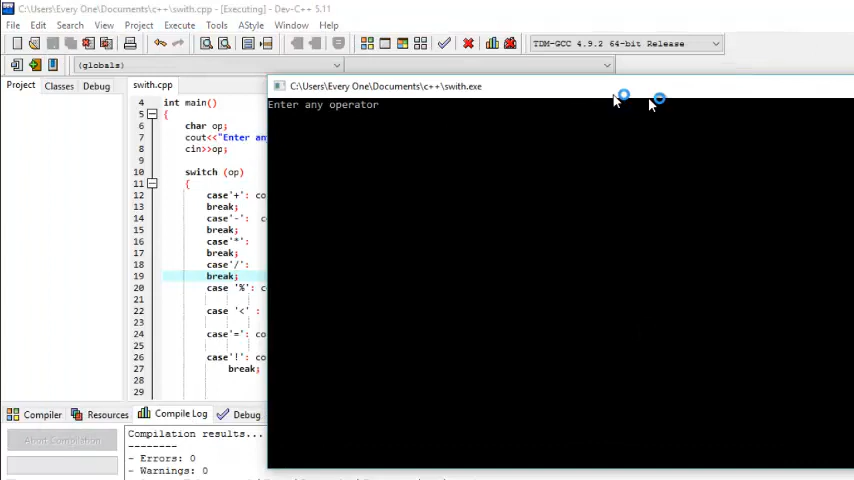 C:\Users\Every One\Documents\c++\swith.cpp - [Executing] - Dev-C++ 5.11
File Edit Search View Project Execute Tools AStyle Window Help
TDM-GCC 4.9.2 64-bit Release
(globals)
Project Classes Debug
swith.cpp
C:\Users\Every One\Documents\c++\swith.exe
Enter any operator
4 int main()
5 {
6 char op;
7 cout<<"Enter an
8 cin>>op;
9
10 switch (op)
11 {
12 case'+': co
13 break;
14 case'-': c
15 break;
16 case'*':
17 break;
18 case'/':
19 break;
20 case '%': c
21
22 case '<' :
23
24 case'=': co
25
26 case'!': co
27 break;
28
29
Compiler Resources Compile Log Debug
Abort Compilation
Compilation results...
--------
- Errors: 0
- Warnings: 0